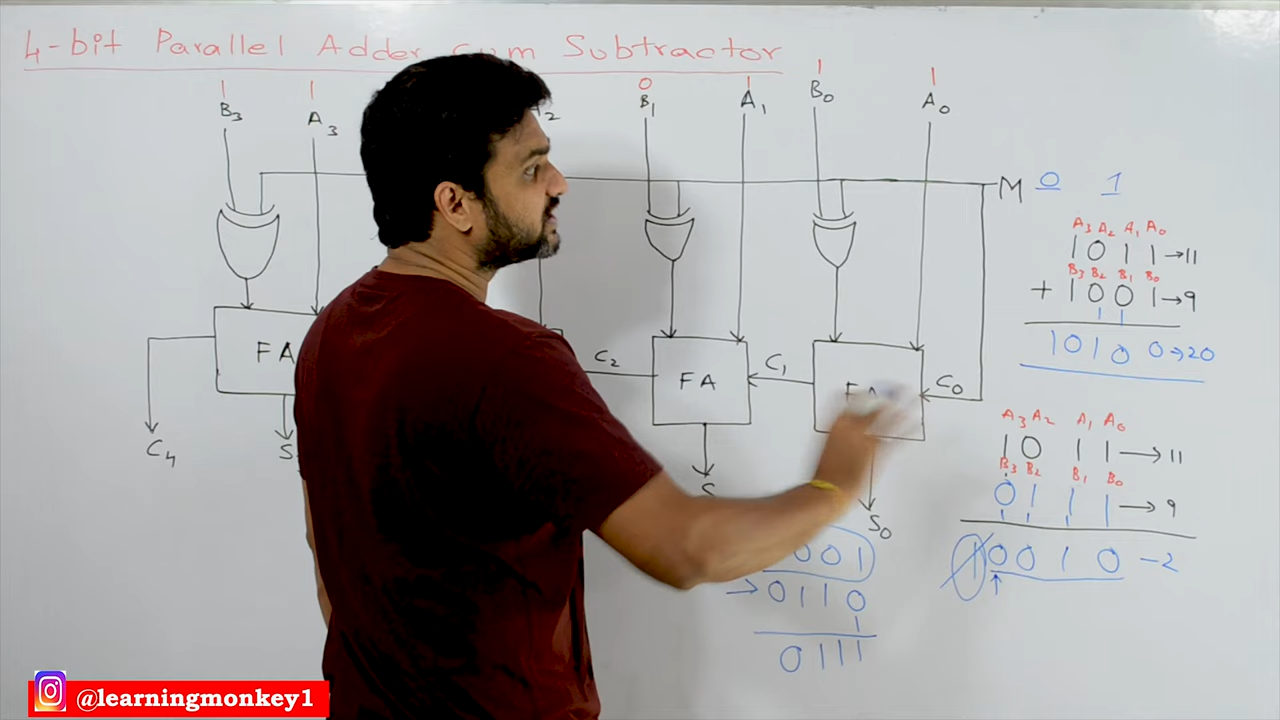 4-bit Parallel Adder cum Subtractor
1 1 0 1 1 1
B3 A3 A2 B1 A1 B0 A0
M 0 1
A3 A2 A1 A0
1 0 1 1 → 11
B3 B2 B1 B0
+ 1 0 0 1 → 9
1 1
1 0 1 0 0 → 20
FA C2 FA C1 FA C0
C4 S S S0
A3 A2 A1 A0
1 0 1 1 → 11
B3 B2 B1 B0
0 1 1 1 → 9
1 0 0 1 0 - 2
0 0 1
→ 0 1 1 0
1
0 1 1 1
@learningmonkey1